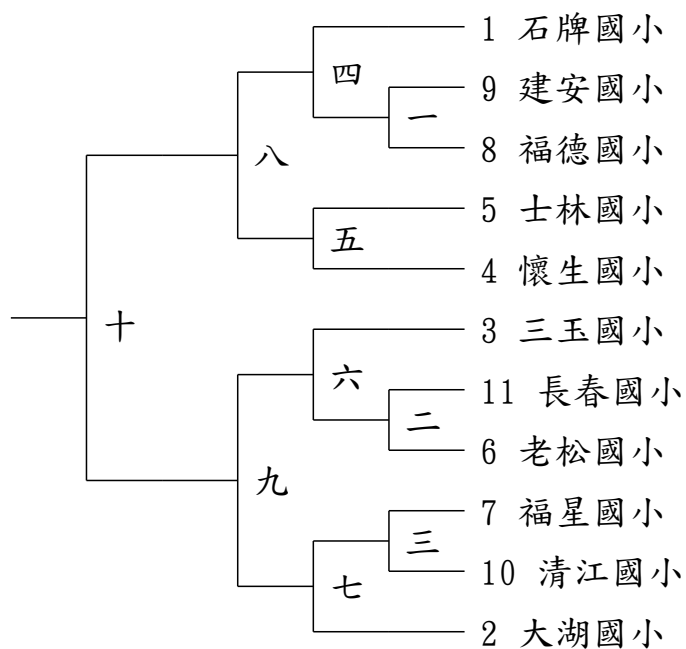 1 石牌國小
四
9 建安國小
一
8 福德國小
八
5 士林國小
五
4 懷生國小
十
3 三玉國小
六
11 長春國小
二
6 老松國小
九
7 福星國小
三
10 清江國小
七
2 大湖國小